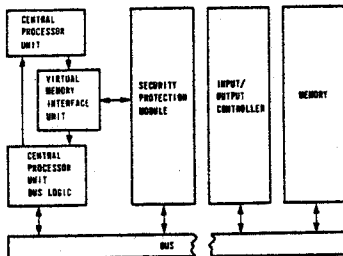 CENTRAL
PROCESSOR
UNIT
VIRTUAL
MEMORY
INTERFACE
UNIT
CENTRAL
PROCESSOR
UNIT
BUS LOGIC
SECURITY
PROTECTION
MODULE
INPUT/
OUTPUT
CONTROLLER
MEMORY
BUS